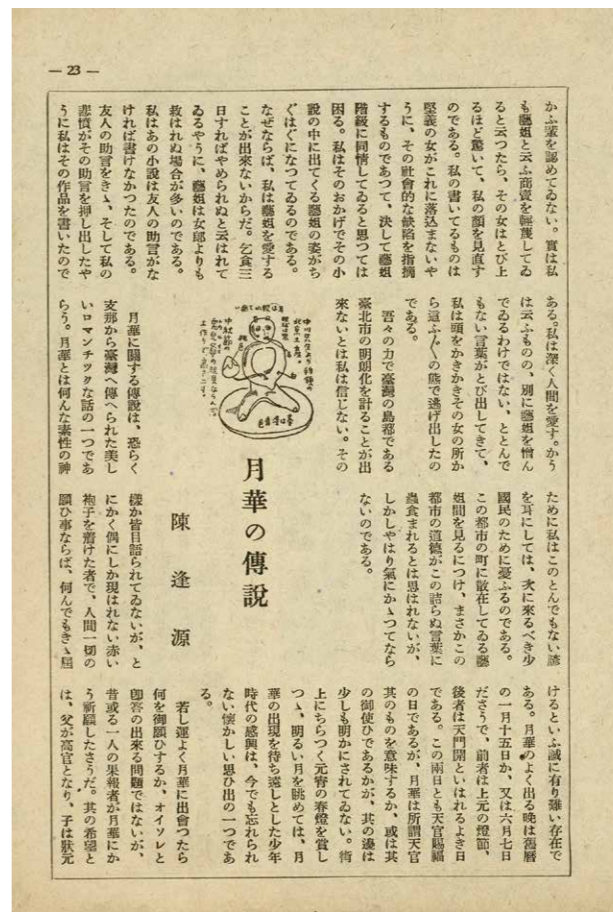 — 23 —
かふ輩を認めてゐない。實は私
も藝妲と云ふ商賣を輕蔑してゐ
ると云つたら、その女はとび上
るほど驚いて、私の顔を見直す
のである。私の書いてるものは
堅義の女がこれに落込まないや
うに、その社會的な缺陷を指摘
するものであつて、決して藝妲
階級に同情してゐると思つては
困る。私はそのおかげでその小
說の中に出てくる藝妲の姿がち
ぐはぐになつてゐるのである。
なぜならば、私は藝妲を愛する
ことが出來ないからだ。乞食三
日すればやめられぬと云はれて
ゐるやうに、藝妲は女郎よりも
救はれぬ場合が多いのである。
私はあの小說は友人の助言がな
ければ書けなかつたのである。
友人の助言をきゝ、そして私の
悲憤がその助言を押し出したや
うに私はその作品を書いたので
ある。私は深く人間を愛す。かう
は云ふものの、別に藝妲を憎ん
でゐるわけではない、ととんで
もない言葉がとび出してきて、
私は頭をかきかきその女の所か
ら這ふ〳〵の態で逃げ出したの
である。
吾々の力で臺灣の島都である
臺北市の明朗化を計ることが出
來ないとは私は信じない。その
ために私はこのとんでもない諺
を耳にしては、次に來るべき少
國民のために憂ふるのである。
この都市の町に散在してゐる藝
妲間を見るにつけ、まさかこの
都市の道德がこの詰らぬ言葉に
蟲食まれるとは思はれないが、
しかしやはり氣にかゝつてなら
ないのである。
月華の傳說
陳逢源
月華に關する傳說は、恐らく
支那から臺灣へ傳へられた美し
いロマンチックな話の一つであ
らう。月華とは何んな素性の神
樣か皆目語られてゐないが、と
にかく偶にしか現はれない赤い
袍子を着けた者で、人間一切の
願ひ事ならば、何んでもきゝ屆
けるといふ誠に有り難い存在で
ある。月華のよく出る晚は舊曆
の一月十五日か、又は六月七日
ださうで、前者は上元の燈節、
後者は天門開といはれるよき日
である。この兩日とも天官賜福
の日であるが、月華は所謂天官
其のものを意味するか、或は其
の御使ひであるかが、其の邊は
少しも明かにされてゐない。街
上にちらつく元宵の春燈を賞し
つゝ、明るい月を眺めては、月
華の出現を待ち遠しとした少年
時代の感興は、今でも忘れられ
ない懷かしい思ひ出の一つであ
る。
若し運よく月華に出會つたら
何を御願ひするか、オイソレと
卽答の出來る問題ではないが、
昔或る一人の果報者が月華にか
う祈願したさうだ。其の希望と
は、父が高官となり、子は狀元